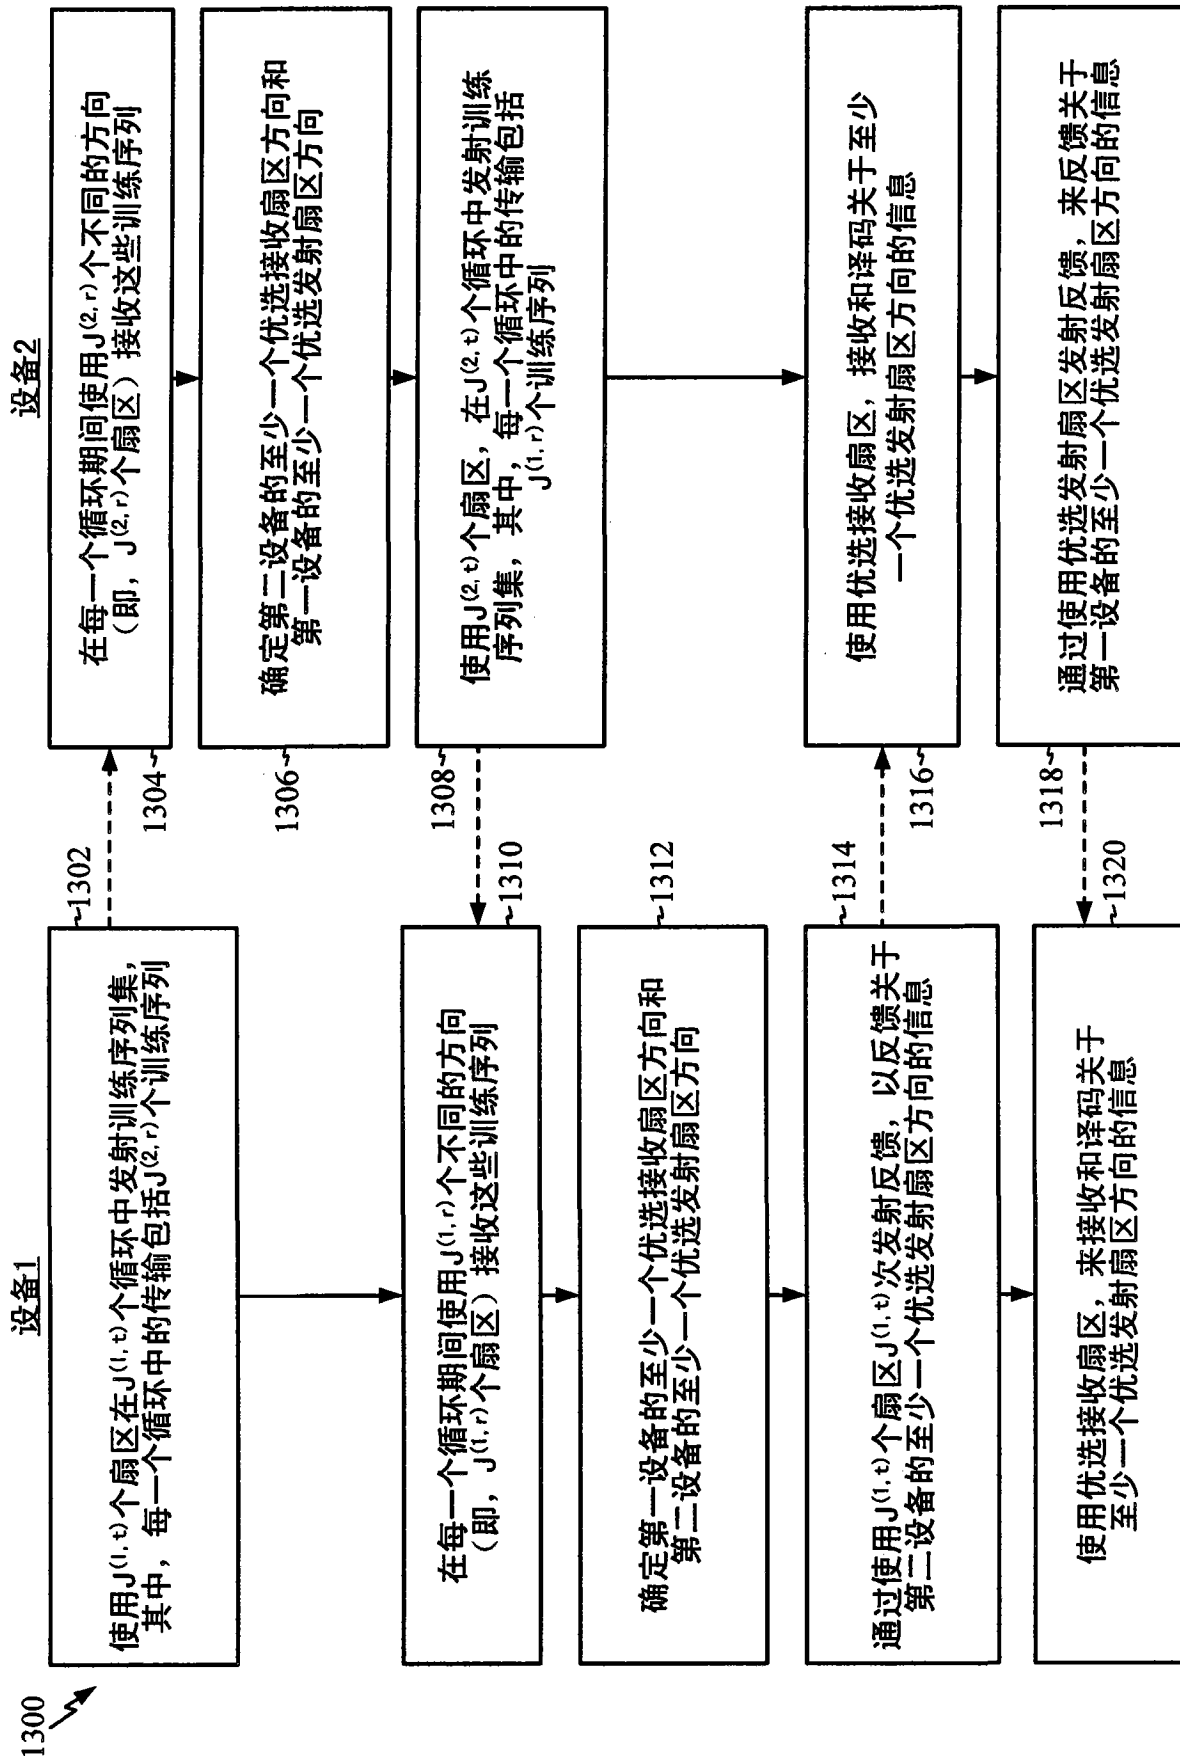 1300
设备1
设备2
使用J(1,t)个扇区在J(1,t)个循环中发射训练序列集,
其中,每一个循环中的传输包括J(2,r)个训练序列
1302
在每一个循环期间使用J(2,r)个不同的方向
(即,J(2,r)个扇区)接收这些训练序列
1304
确定第二设备的至少一个优选接收扇区方向和
第一设备的至少一个优选发射扇区方向
1306
使用J(2,t)个扇区,在J(2,t)个循环中发射训练
序列集,其中,每一个循环中的传输包括
J(1,r)个训练序列
1308
在每一个循环期间使用J(1,r)个不同的方向
(即,J(1,r)个扇区)接收这些训练序列
1310
确定第一设备的至少一个优选接收扇区方向和
第二设备的至少一个优选发射扇区方向
1312
通过使用J(1,t)个扇区J(1,t)次发射反馈,以反馈关于
第二设备的至少一个优选发射扇区方向的信息
1314
使用优选接收扇区,接收和译码关于至少
一个优选发射扇区方向的信息
1316
通过使用优选发射扇区发射反馈,来反馈关于
第一设备的至少一个优选发射扇区方向的信息
1318
使用优选接收扇区,来接收和译码关于
至少一个优选发射扇区方向的信息
1320